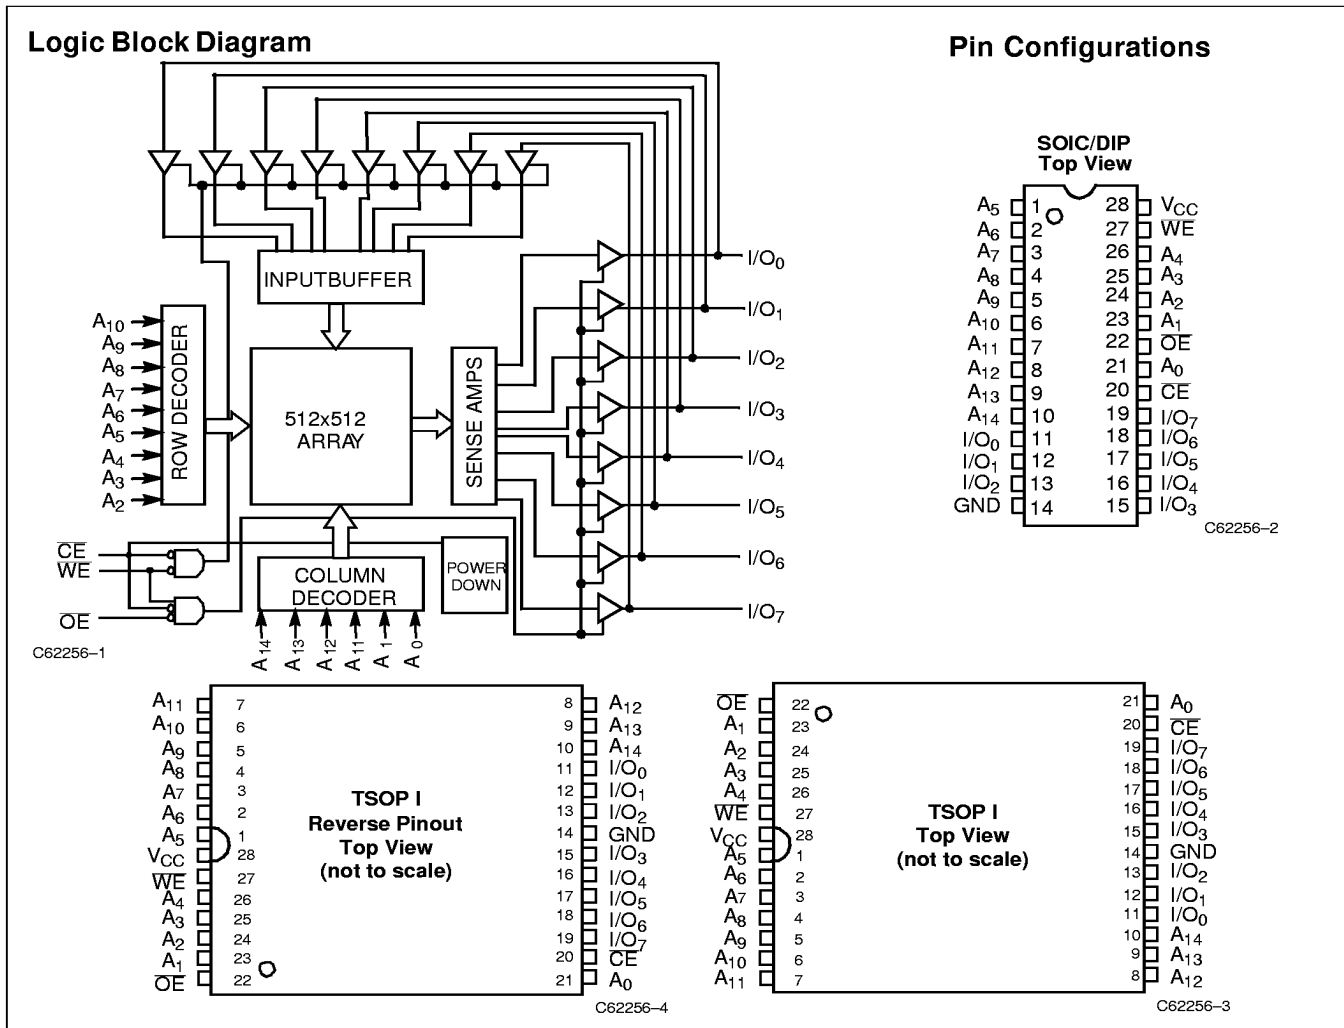 Logic Block Diagram
Pin Configurations
INPUTBUFFER
A10
A9
A8
A7
A6
A5
A4
A3
A2
ROW DECODER
512x512
ARRAY
SENSE AMPS
I/O0
I/O1
I/O2
I/O3
I/O4
I/O5
I/O6
I/O7
CE
WE
OE
COLUMN
DECODER
POWER
DOWN
A14
A13
A12
A11
A1
A0
C62256–1
SOIC/DIP
Top View
A5 1 28 VCC
A6 2 27 WE
A7 3 26 A4
A8 4 25 A3
A9 5 24 A2
A10 6 23 A1
A11 7 22 OE
A12 8 21 A0
A13 9 20 CE
A14 10 19 I/O7
I/O0 11 18 I/O6
I/O1 12 17 I/O5
I/O2 13 16 I/O4
GND 14 15 I/O3
C62256–2
A11 7 8 A12
A10 6 9 A13
A9 5 10 A14
A8 4 11 I/O0
A7 3 12 I/O1
A6 2 13 I/O2
A5 1 14 GND
VCC 28 15 I/O3
WE 27 16 I/O4
A4 26 17 I/O5
A3 25 18 I/O6
A2 24 19 I/O7
A1 23 20 CE
OE 22 21 A0
TSOP I
Reverse Pinout
Top View
(not to scale)
C62256–4
OE 22 21 A0
A1 23 20 CE
A2 24 19 I/O7
A3 25 18 I/O6
A4 26 17 I/O5
WE 27 16 I/O4
VCC 28 15 I/O3
A5 1 14 GND
A6 2 13 I/O2
A7 3 12 I/O1
A8 4 11 I/O0
A9 5 10 A14
A10 6 9 A13
A11 7 8 A12
TSOP I
Top View
(not to scale)
C62256–3